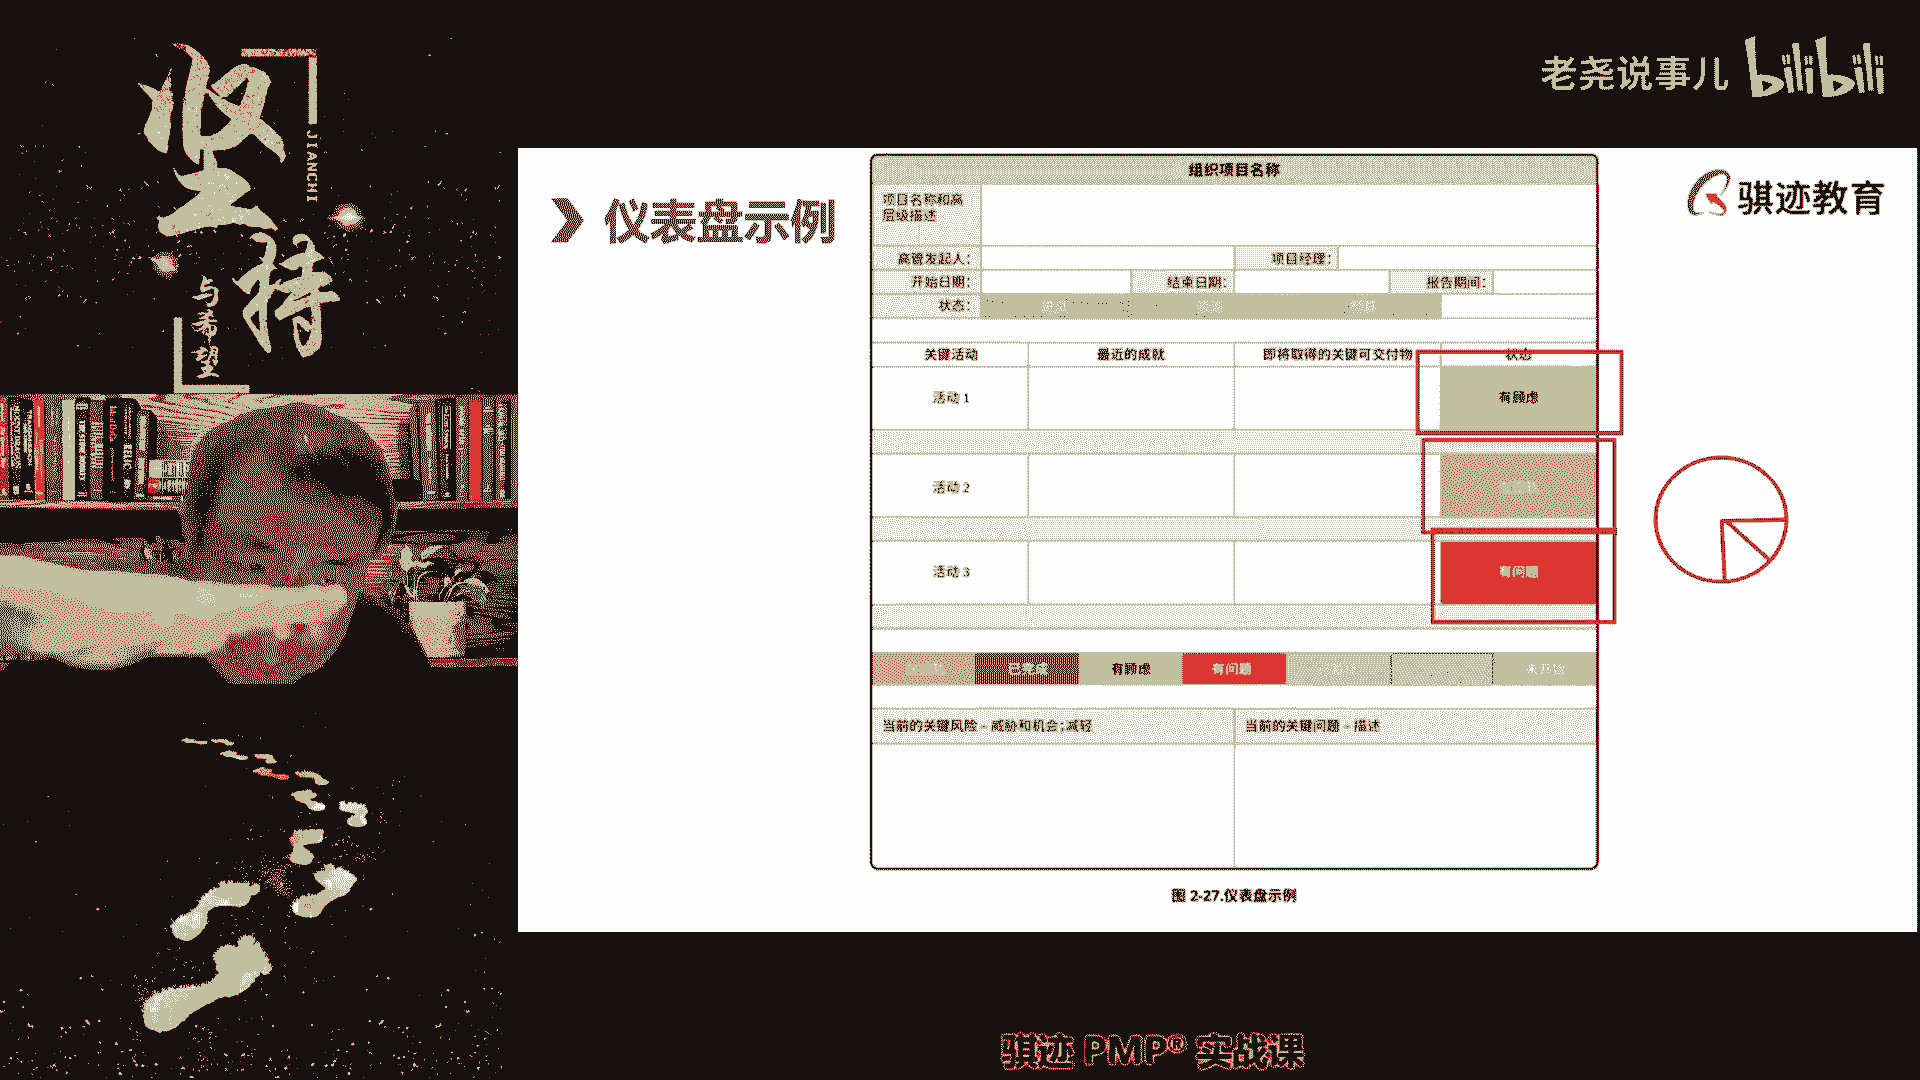 坚持
JIANCHI
与希望
老尧说事儿 bilibili
骐迹教育
仪表盘示例
组织项目名称
项目名称和高
层级描述
高管发起人：
项目经理：
开始日期：
结束日期：
报告期间：
状态：
关键活动
最近的成就
即将取得的关键可交付物
状态
活动 1
有顾虑
活动 2
活动 3
有问题
已完成
有顾虑
有问题
未开始
当前的关键风险 – 威胁和机会；减轻
当前的关键问题 – 描述
图 2-27.仪表盘示例
骐迹 PMP® 实战课